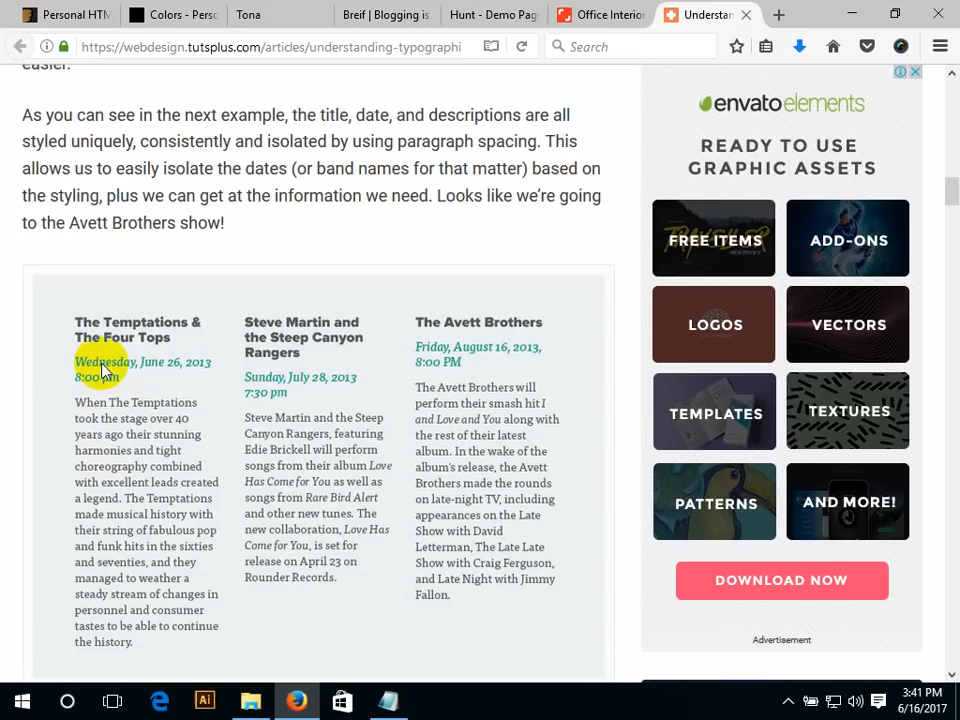 Personal HTM
Colors - Perso
Tona
Breif | Blogging is
Hunt - Demo Pag
Office Interior
Understan
https://webdesign.tutsplus.com/articles/understanding-typographi
Search
easier.
As you can see in the next example, the title, date, and descriptions are all
styled uniquely, consistently and isolated by using paragraph spacing. This
allows us to easily isolate the dates (or band names for that matter) based on
the styling, plus we can get at the information we need. Looks like we’re going
to the Avett Brothers show!
The Temptations &
The Four Tops
Wednesday, June 26, 2013
8:00 pm
When The Temptations
took the stage over 40
years ago their stunning
harmonies and tight
choreography combined
with excellent leads created
a legend. The Temptations
made musical history with
their string of fabulous pop
and funk hits in the sixties
and seventies, and they
managed to weather a
steady stream of changes in
personnel and consumer
tastes to be able to continue
the history.
Steve Martin and
the Steep Canyon
Rangers
Sunday, July 28, 2013
7:30 pm
Steve Martin and the Steep
Canyon Rangers, featuring
Edie Brickell will perform
songs from their album Love
Has Come for You as well as
songs from Rare Bird Alert
and other new tunes. The
new collaboration, Love Has
Come for You, is set for
release on April 23 on
Rounder Records.
The Avett Brothers
Friday, August 16, 2013,
8:00 PM
The Avett Brothers will
perform their smash hit I
and Love and You along with
the rest of their latest
album. In the wake of the
album's release, the Avett
Brothers made the rounds
on late-night TV, including
appearances on the Late
Show with David
Letterman, The Late Late
Show with Craig Ferguson,
and Late Night with Jimmy
Fallon.
envatoelements
READY TO USE
GRAPHIC ASSETS
FREE ITEMS
ADD-ONS
LOGOS
VECTORS
TEMPLATES
TEXTURES
PATTERNS
AND MORE!
DOWNLOAD NOW
Advertisement
Ai
3:41 PM
6/16/2017